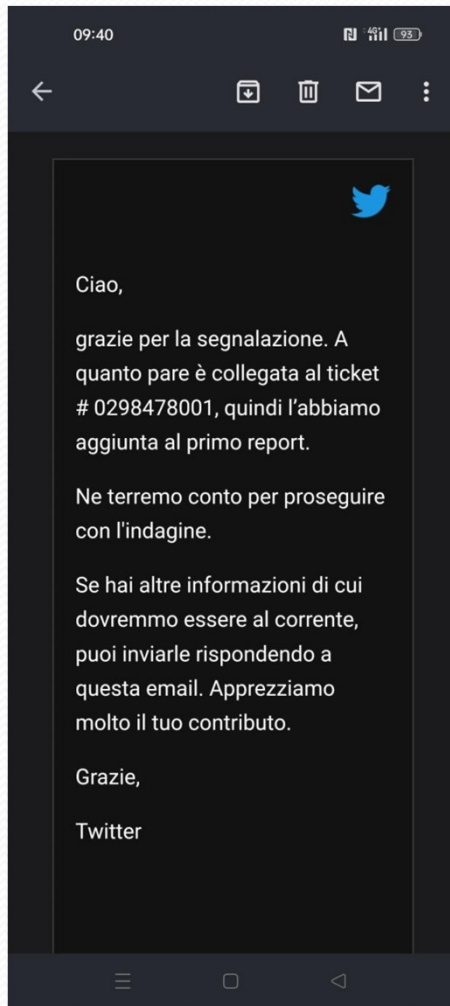 09:40
4G+
93
Ciao,
grazie per la segnalazione. A
quanto pare è collegata al ticket
# 0298478001, quindi l’abbiamo
aggiunta al primo report.
Ne terremo conto per proseguire
con l'indagine.
Se hai altre informazioni di cui
dovremmo essere al corrente,
puoi inviarle rispondendo a
questa email. Apprezziamo
molto il tuo contributo.
Grazie,
Twitter